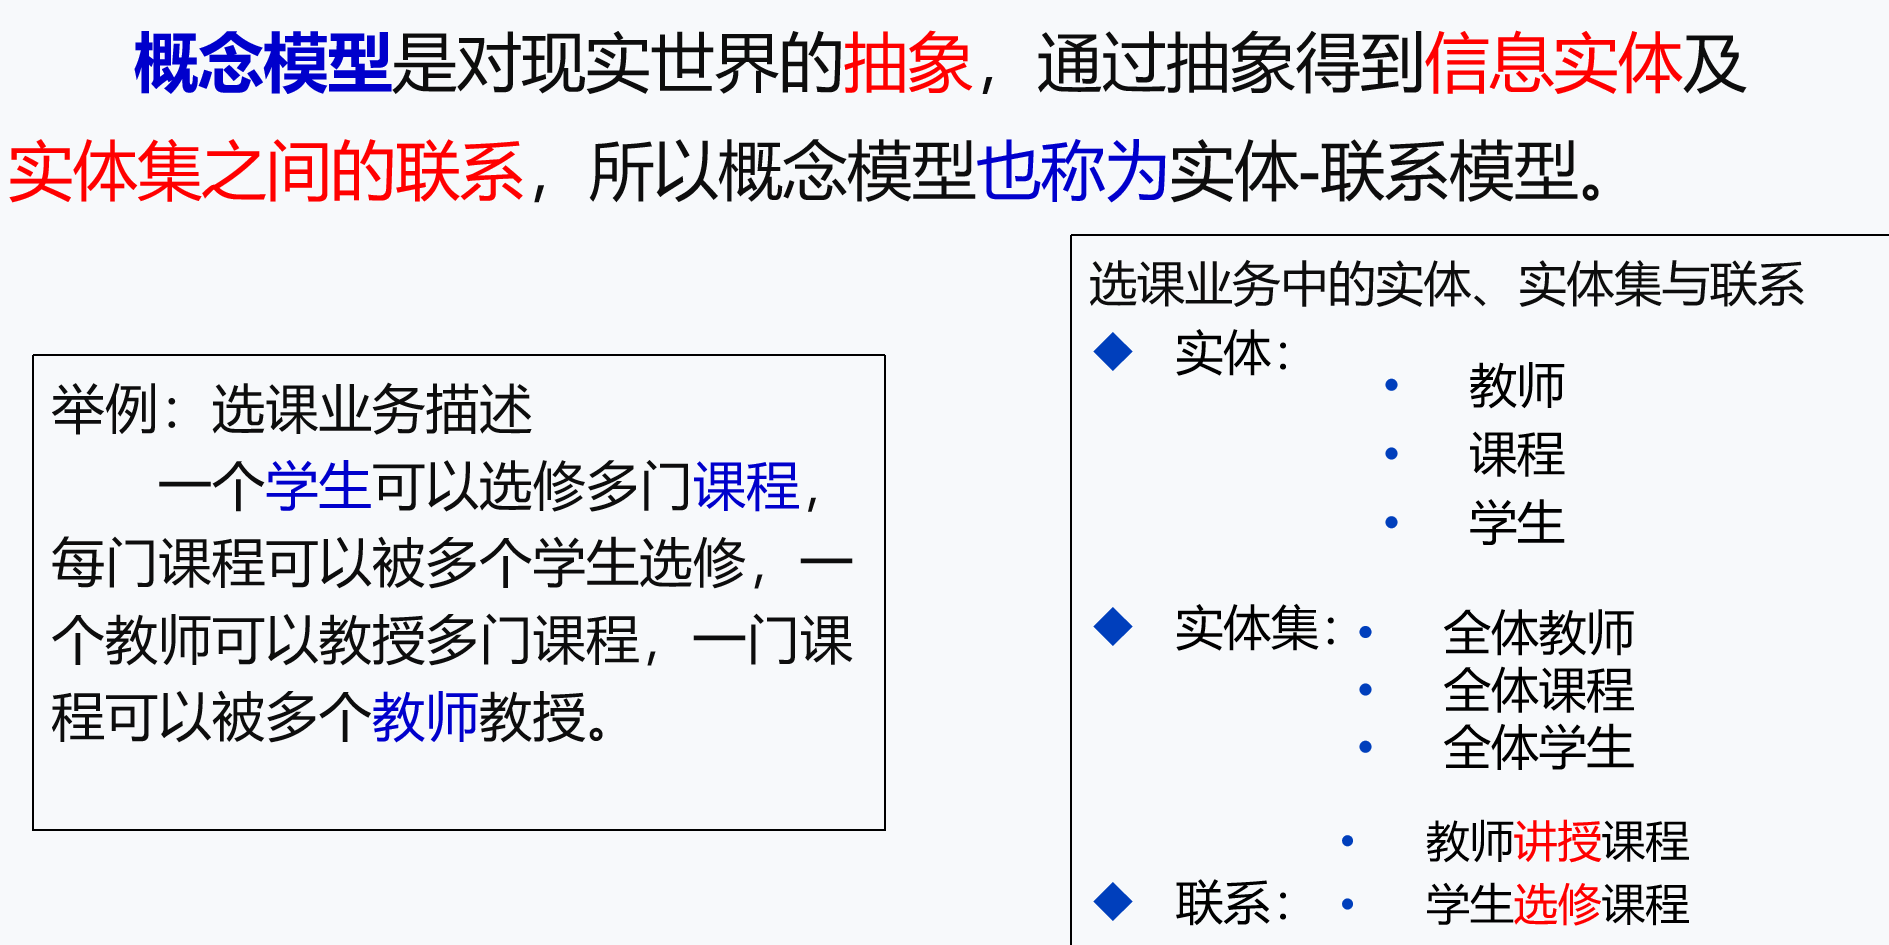 概念模型是对现实世界的抽象，通过抽象得到信息实体及
实体集之间的联系，所以概念模型也称为实体-联系模型。
举例：选课业务描述
一个学生可以选修多门课程，
每门课程可以被多个学生选修，一
个教师可以教授多门课程，一门课
程可以被多个教师教授。
选课业务中的实体、实体集与联系
◆ 实体：
• 教师
• 课程
• 学生
◆ 实体集：• 全体教师
• 全体课程
• 全体学生
• 教师讲授课程
◆ 联系： • 学生选修课程